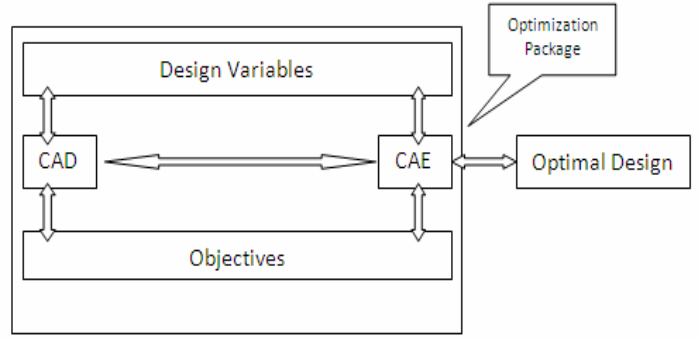 Optimization
Package
Design Variables
CAD
CAE
Optimal Design
Objectives